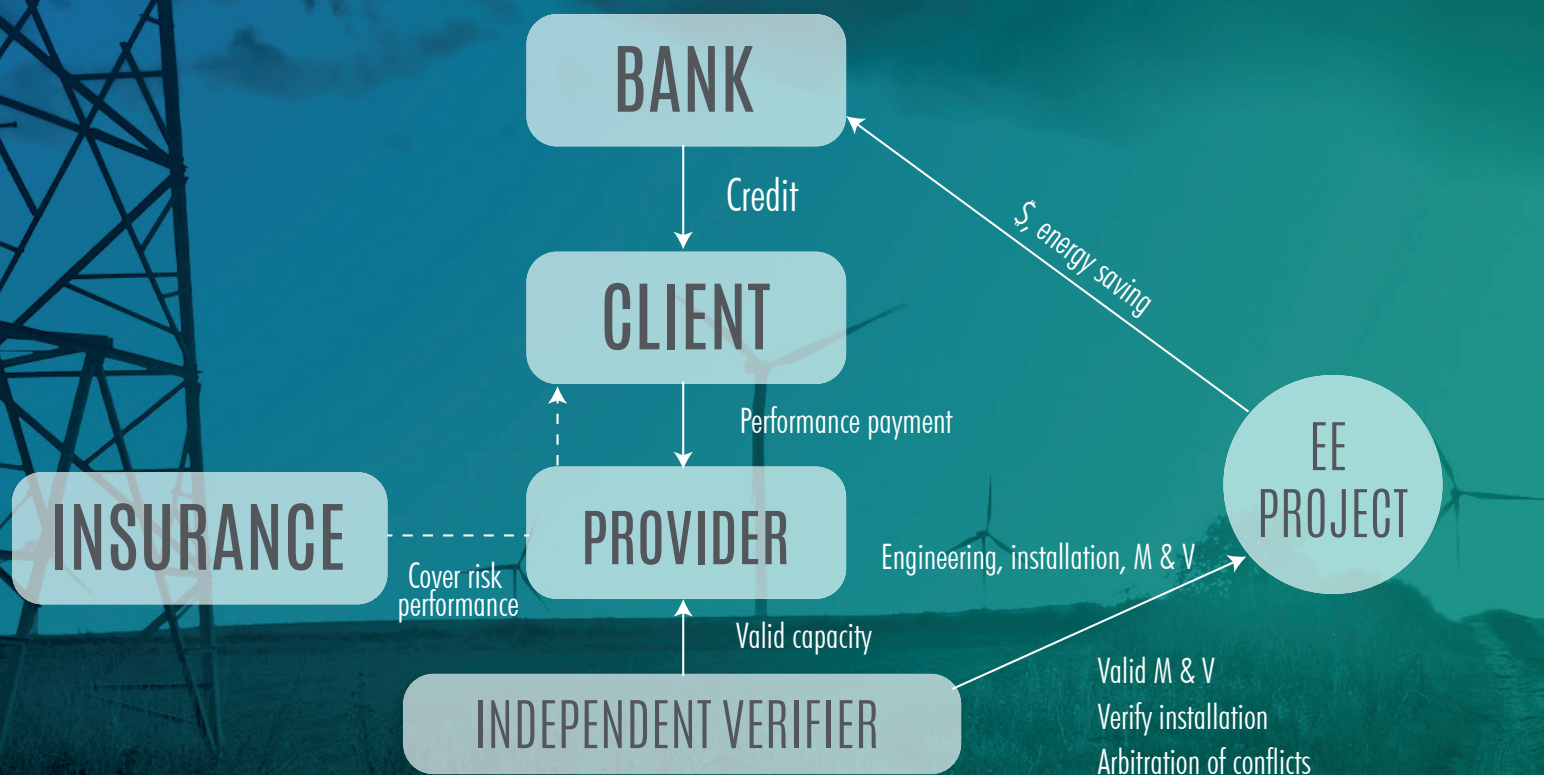 BANK
Credit
$, energy saving
CLIENT
Performance payment
EE
PROJECT
INSURANCE
PROVIDER
Cover risk
performance
Engineering, installation, M & V
Valid capacity
INDEPENDENT VERIFIER
Valid M & V
Verify installation
Arbitration of conflicts